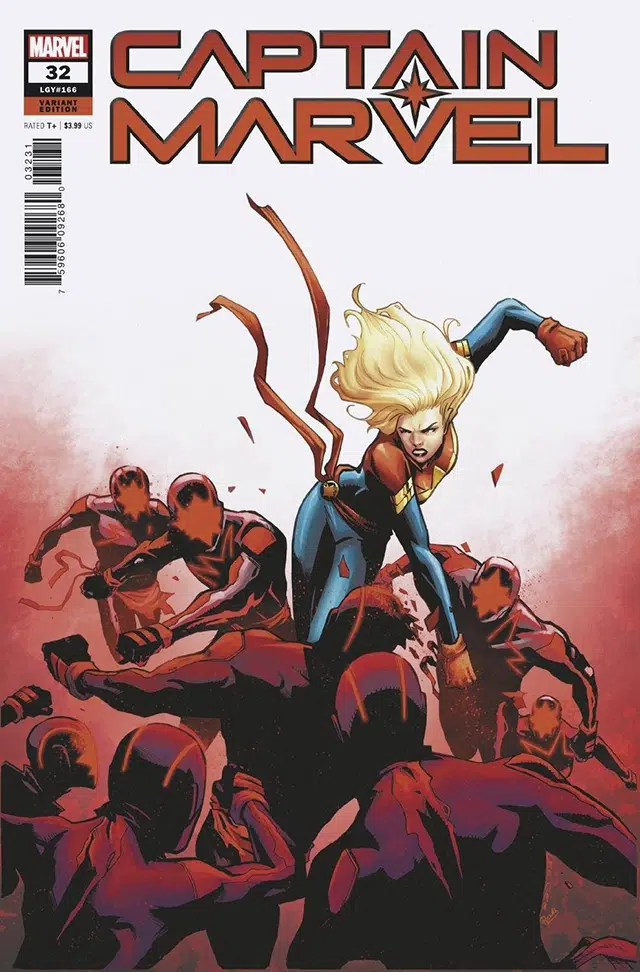 MARVEL
32
LGY#166
VARIANT
EDITION
RATED T+ $3.99 US
CAPTAIN
MARVEL
03231
7 59606 09268 0